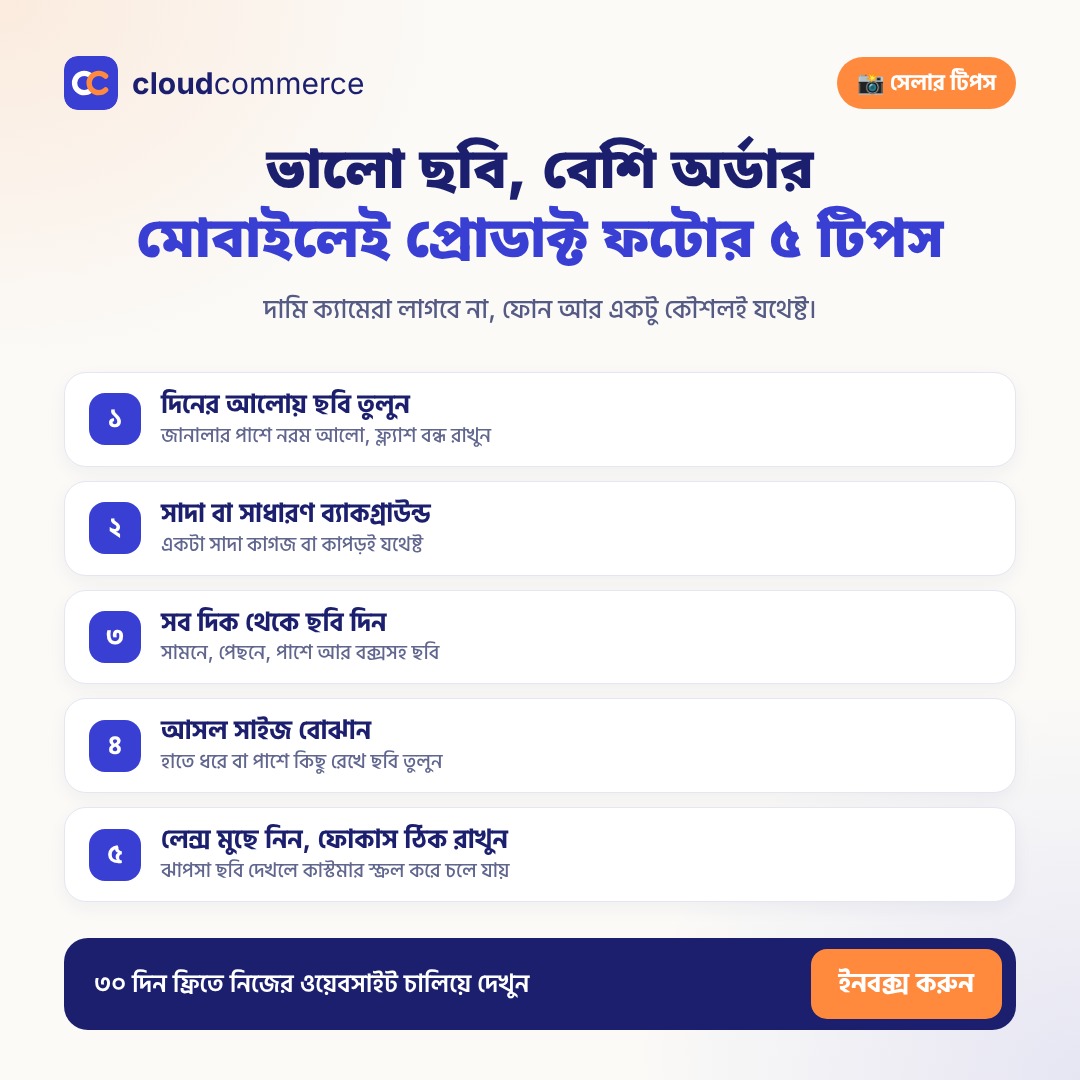 cloudcommerce
📸 সেলার টিপস
ভালো ছবি, বেশি অর্ডার
মোবাইলেই প্রোডাক্ট ফটোর ৫ টিপস
দামি ক্যামেরা লাগবে না, ফোন আর একটু কৌশলই যথেষ্ট।
১
দিনের আলোয় ছবি তুলুন
জানালার পাশে নরম আলো, ফ্ল্যাশ বন্ধ রাখুন
২
সাদা বা সাধারণ ব্যাকগ্রাউন্ড
একটা সাদা কাগজ বা কাপড়ই যথেষ্ট
৩
সব দিক থেকে ছবি দিন
সামনে, পেছনে, পাশে আর বক্সসহ ছবি
৪
আসল সাইজ বোঝান
হাতে ধরে বা পাশে কিছু রেখে ছবি তুলুন
৫
লেন্স মুছে নিন, ফোকাস ঠিক রাখুন
ঝাপসা ছবি দেখলে কাস্টমার স্ক্রল করে চলে যায়
৩০ দিন ফ্রিতে নিজের ওয়েবসাইট চালিয়ে দেখুন
ইনবক্স করুন